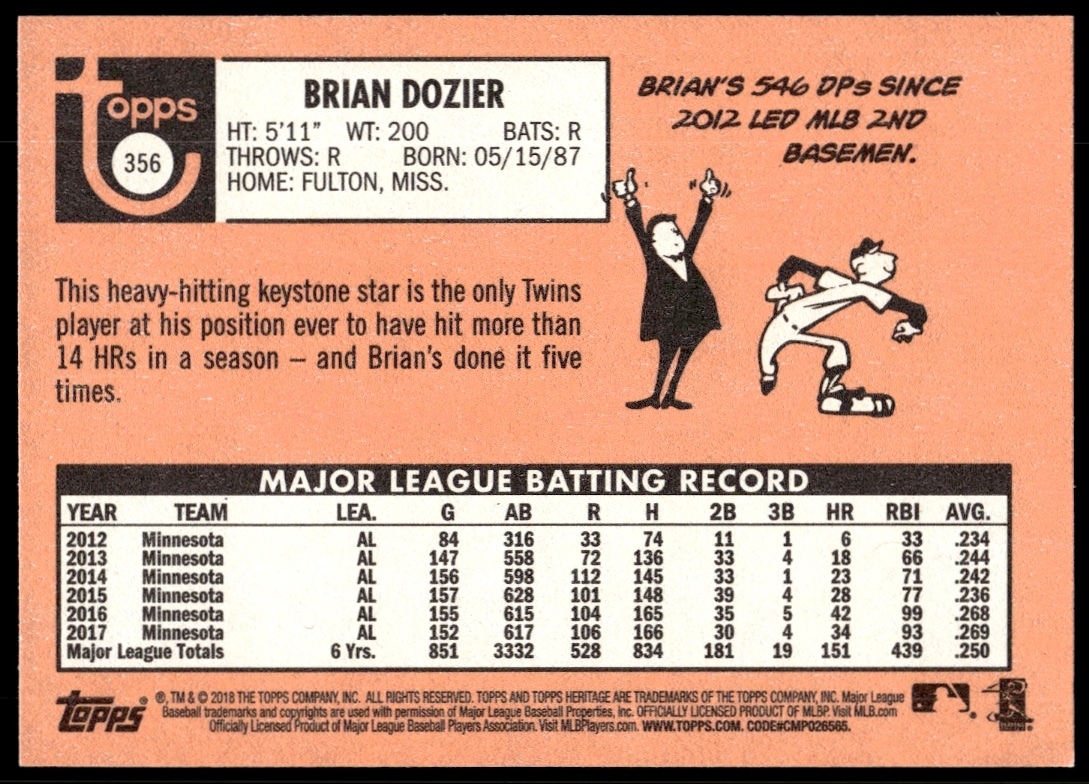 topps
356
BRIAN DOZIER
HT: 5'11" WT: 200 BATS: R
THROWS: R BORN: 05/15/87
HOME: FULTON, MISS.
BRIAN'S 546 DPs SINCE
2012 LED MLB 2ND
BASEMEN.
This heavy-hitting keystone star is the only Twins
player at his position ever to have hit more than
14 HRs in a season – and Brian's done it five
times.
MAJOR LEAGUE BATTING RECORD
YEAR TEAM LEA. G AB R H 2B 3B HR RBI AVG.
2012 Minnesota AL 84 316 33 74 11 1 6 33 .234
2013 Minnesota AL 147 558 72 136 33 4 18 66 .244
2014 Minnesota AL 156 598 112 145 33 1 23 71 .242
2015 Minnesota AL 157 628 101 148 39 4 28 77 .236
2016 Minnesota AL 155 615 104 165 35 5 42 99 .268
2017 Minnesota AL 152 617 106 166 30 4 34 93 .269
Major League Totals 6 Yrs. 851 3332 528 834 181 19 151 439 .250
topps
®, TM & © 2018 THE TOPPS COMPANY, INC. ALL RIGHTS RESERVED. TOPPS AND TOPPS HERITAGE ARE TRADEMARKS OF THE TOPPS COMPANY, INC. Major League
Baseball trademarks and copyrights are used with permission of Major League Baseball Properties, Inc. OFFICIALLY LICENSED PRODUCT OF MLBP. Visit MLB.com
Officially Licensed Product of Major League Baseball Players Association. Visit MLBPlayers.com. WWW.TOPPS.COM. CODE#CMP026565.